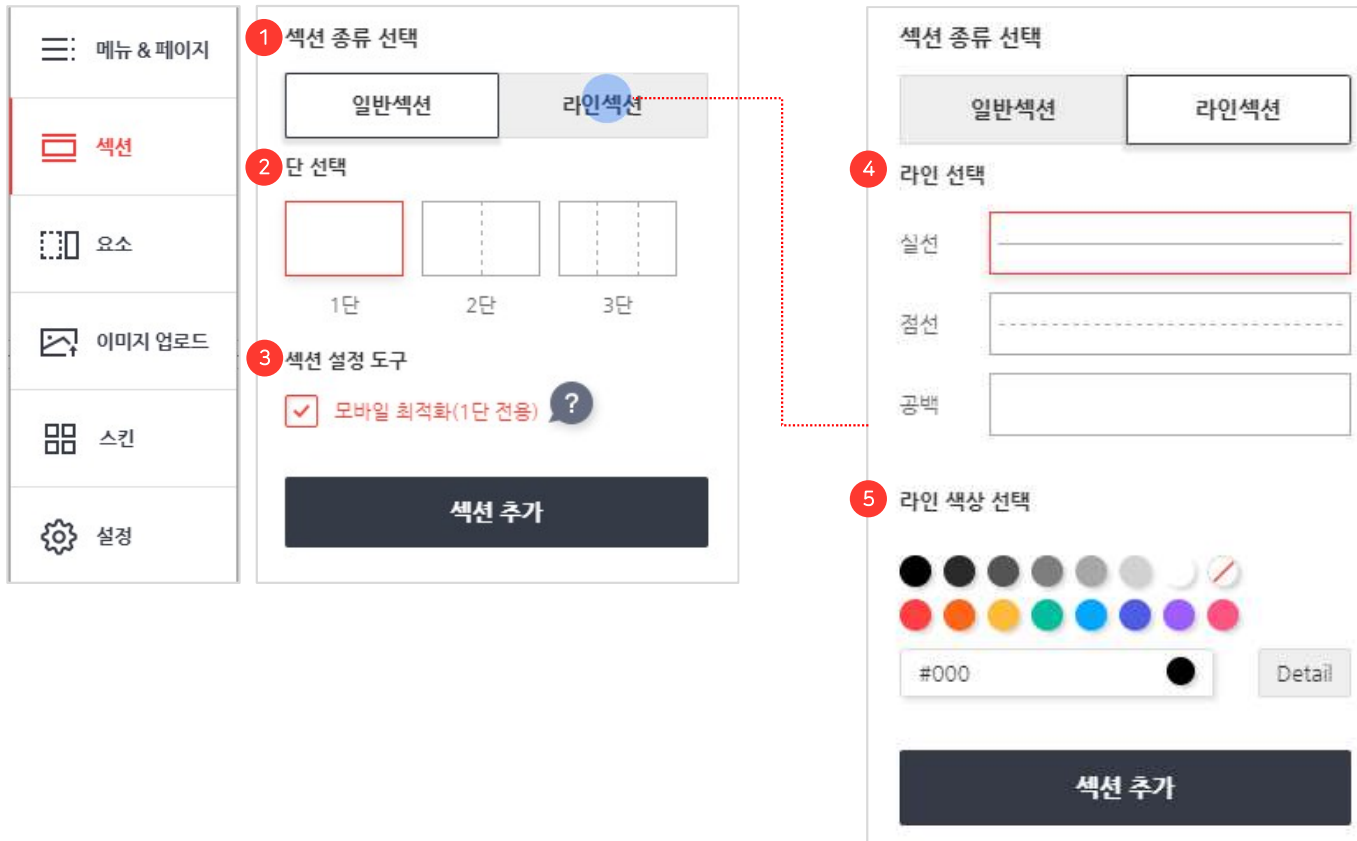 메뉴 & 페이지
섹션
요소
이미지 업로드
스킨
설정
1 섹션 종류 선택
일반섹션 라인섹션
2 단 선택
1단 2단 3단
3 섹션 설정 도구
모바일 최적화(1단 전용) ?
섹션 추가
섹션 종류 선택
일반섹션 라인섹션
4 라인 선택
실선
점선
공백
5 라인 색상 선택
#000 Detail
섹션 추가